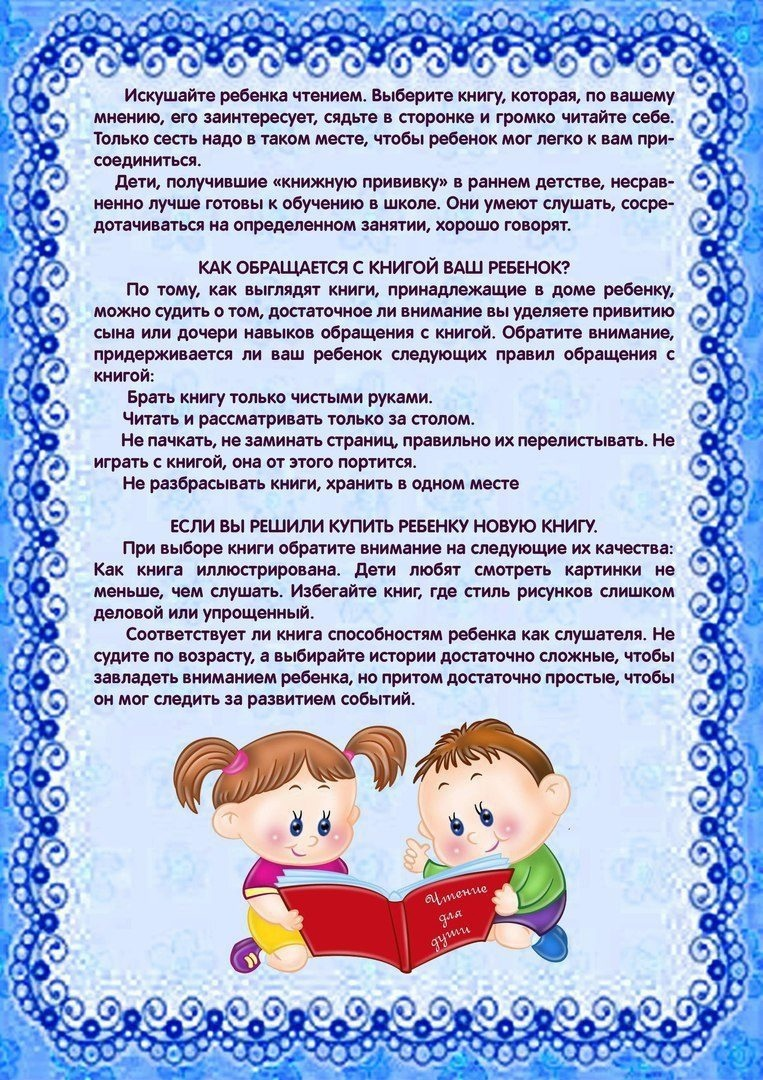 Искушайте ребенка чтением. Выберите книгу, которая, по вашему
мнению, его заинтересует, сядьте в сторонке и громко читайте себе.
Только сесть надо в таком месте, чтобы ребенок мог легко к вам при-
соединиться.
Дети, получившие «книжную прививку» в раннем детстве, несрав-
ненно лучше готовы к обучению в школе. Они умеют слушать, сосре-
дотачиваться на определенном занятии, хорошо говорят.
КАК ОБРАЩАЕТСЯ С КНИГОЙ ВАШ РЕБЕНОК?
По тому, как выглядят книги, принадлежащие в доме ребенку,
можно судить о том, достаточное ли внимание вы уделяете привитию
сына или дочери навыков обращения с книгой. Обратите внимание,
придерживается ли ваш ребенок следующих правил обращения с
книгой:
Брать книгу только чистыми руками.
Читать и рассматривать только за столом.
Не пачкать, не заминать страниц, правильно их перелистывать. Не
играть с книгой, она от этого портится.
Не разбрасывать книги, хранить в одном месте
ЕСЛИ ВЫ РЕШИЛИ КУПИТЬ РЕБЕНКУ НОВУЮ КНИГУ.
При выборе книги обратите внимание на следующие их качества:
Как книга иллюстрирована. Дети любят смотреть картинки не
меньше, чем слушать. Избегайте книг, где стиль рисунков слишком
деловой или упрощенный.
Соответствует ли книга способностям ребенка как слушателя. Не
судите по возрасту, а выбирайте истории достаточно сложные, чтобы
завладеть вниманием ребенка, но притом достаточно простые, чтобы
он мог следить за развитием событий.
Чтение
для
души